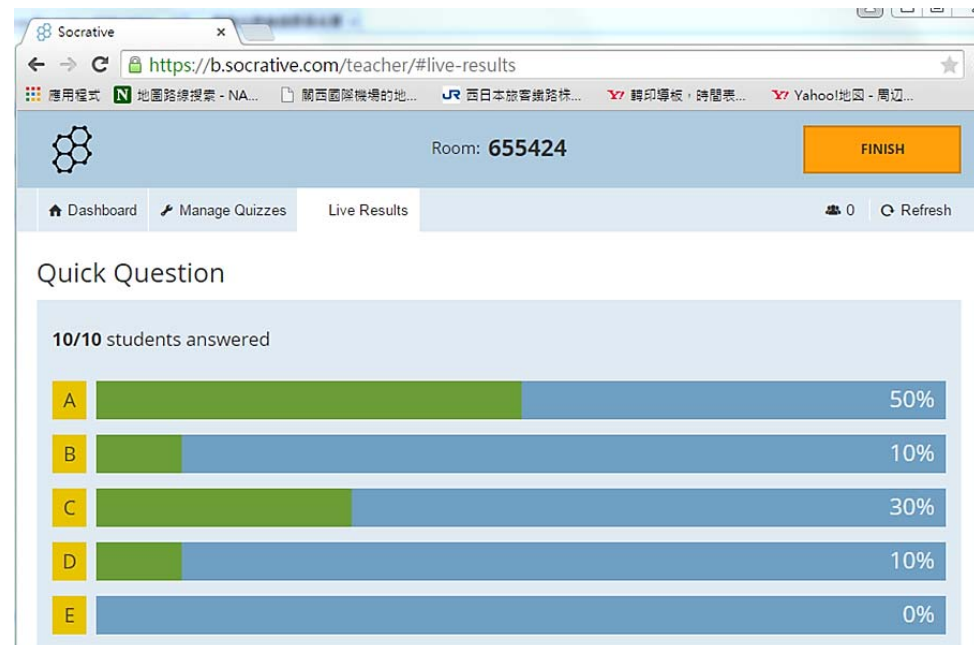 Socrative
https://b.socrative.com/teacher/#live-results
應用程式 地圖路線搜索 - NA... 關西國際機場的地... 西日本旅客鐵路株... 轉印導板，時間表... Yahoo!地図 - 周辺...
Room: 655424 FINISH
Dashboard Manage Quizzes Live Results 0 Refresh
Quick Question
10/10 students answered
A 50%
B 10%
C 30%
D 10%
E 0%